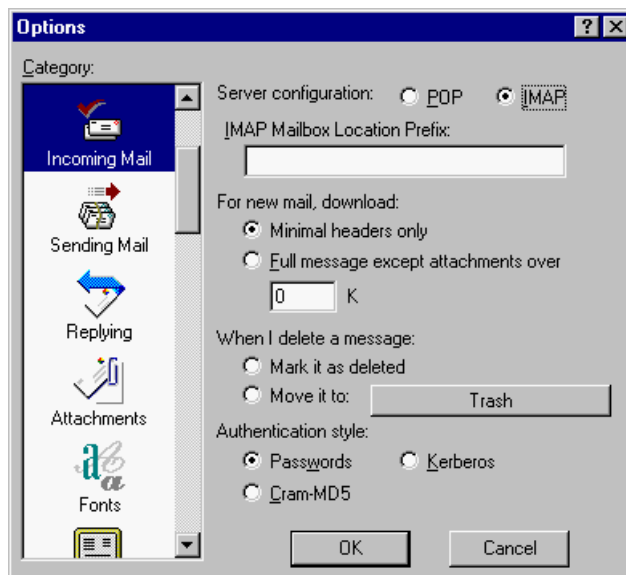 Options
Category:
Incoming Mail
Sending Mail
Replying
Attachments
Fonts
Server configuration: POP IMAP
IMAP Mailbox Location Prefix:
For new mail, download:
Minimal headers only
Full message except attachments over
0 K
When I delete a message:
Mark it as deleted
Move it to: Trash
Authentication style:
Passwords Kerberos
Cram-MD5
OK Cancel